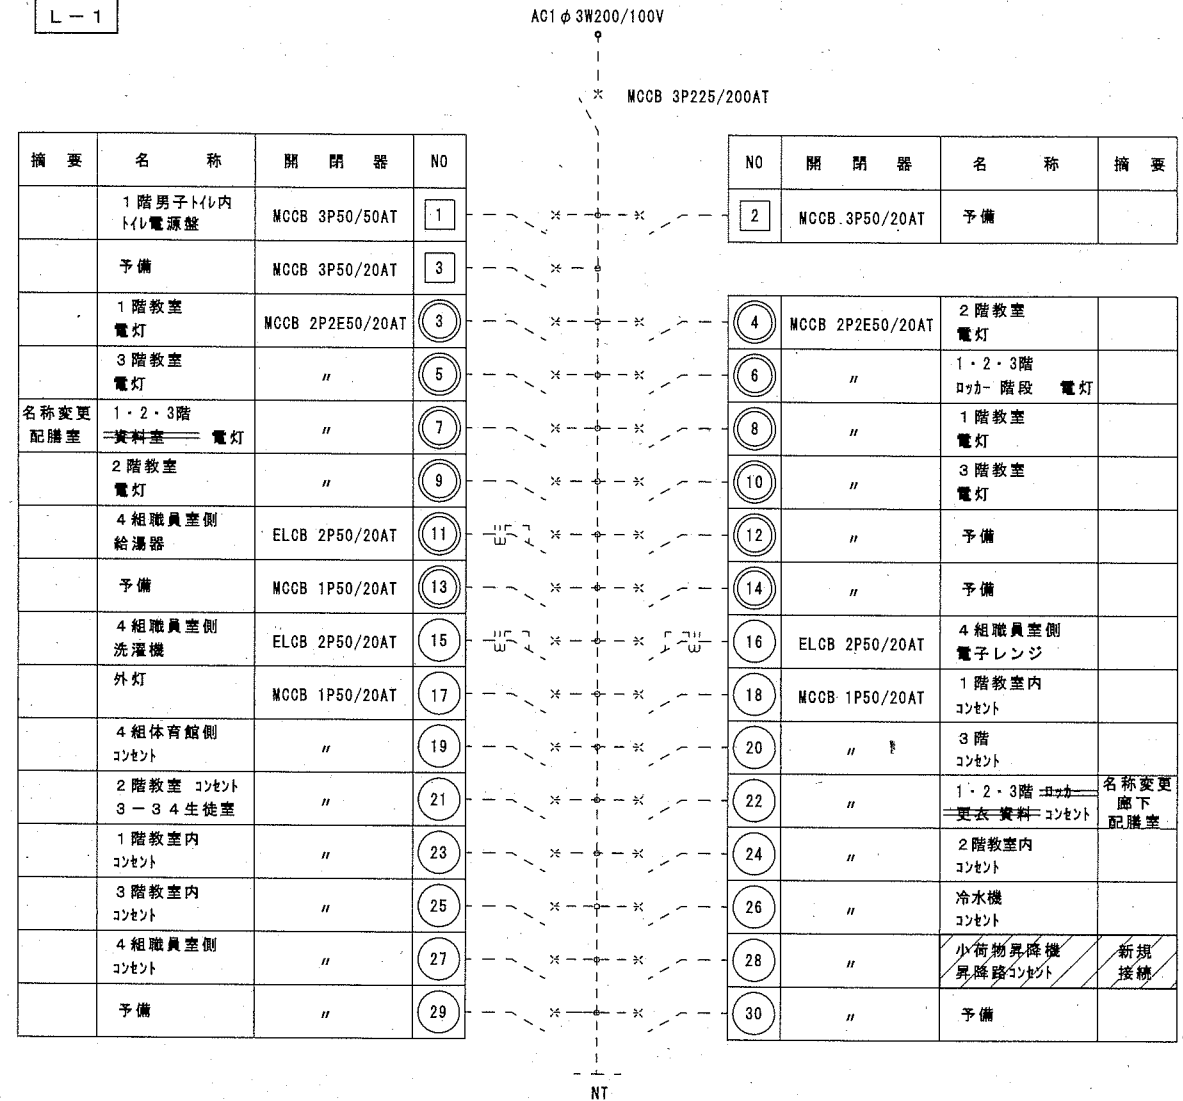 L－1
AC1φ3W200/100V
MCCB 3P225/200AT
摘 要 名 称 開 閉 器 NO
1階男子ﾄｲﾚ内
ﾄｲﾚ電源盤 MCCB 3P50/50AT 1
予備 MCCB 3P50/20AT 3
1階教室
電灯 MCCB 2P2E50/20AT 3
3階教室
電灯 〃 5
名称変更 1・2・3階
配膳室 資料室 電灯 〃 7
2階教室
電灯 〃 9
4組職員室側
給湯器 ELCB 2P50/20AT 11
予備 MCCB 1P50/20AT 13
4組職員室側
洗濯機 ELCB 2P50/20AT 15
外灯 MCCB 1P50/20AT 17
4組体育館側
ｺﾝｾﾝﾄ 〃 19
2階教室 ｺﾝｾﾝﾄ
3－34生徒室 〃 21
1階教室内
ｺﾝｾﾝﾄ 〃 23
3階教室内
ｺﾝｾﾝﾄ 〃 25
4組職員室側
ｺﾝｾﾝﾄ 〃 27
予備 〃 29
NO 開 閉 器 名 称 摘 要
2 MCCB 3P50/20AT 予備
4 MCCB 2P2E50/20AT 2階教室
電灯
6 〃 1・2・3階
ﾛｯｶｰ 階段 電灯
8 〃 1階教室
電灯
10 〃 3階教室
電灯
12 〃 予備
14 〃 予備
16 ELCB 2P50/20AT 4組職員室側
電子レンジ
18 MCCB 1P50/20AT 1階教室内
ｺﾝｾﾝﾄ
20 〃 3階
ｺﾝｾﾝﾄ
22 〃 1・2・3階 ﾛｯｶｰ 名称変更
更衣 資料 ｺﾝｾﾝﾄ 廊下
配膳室
24 〃 2階教室内
ｺﾝｾﾝﾄ
26 〃 冷水機
ｺﾝｾﾝﾄ
28 〃 小荷物昇降機 新規
昇降路ｺﾝｾﾝﾄ 接続
30 〃 予備
NT